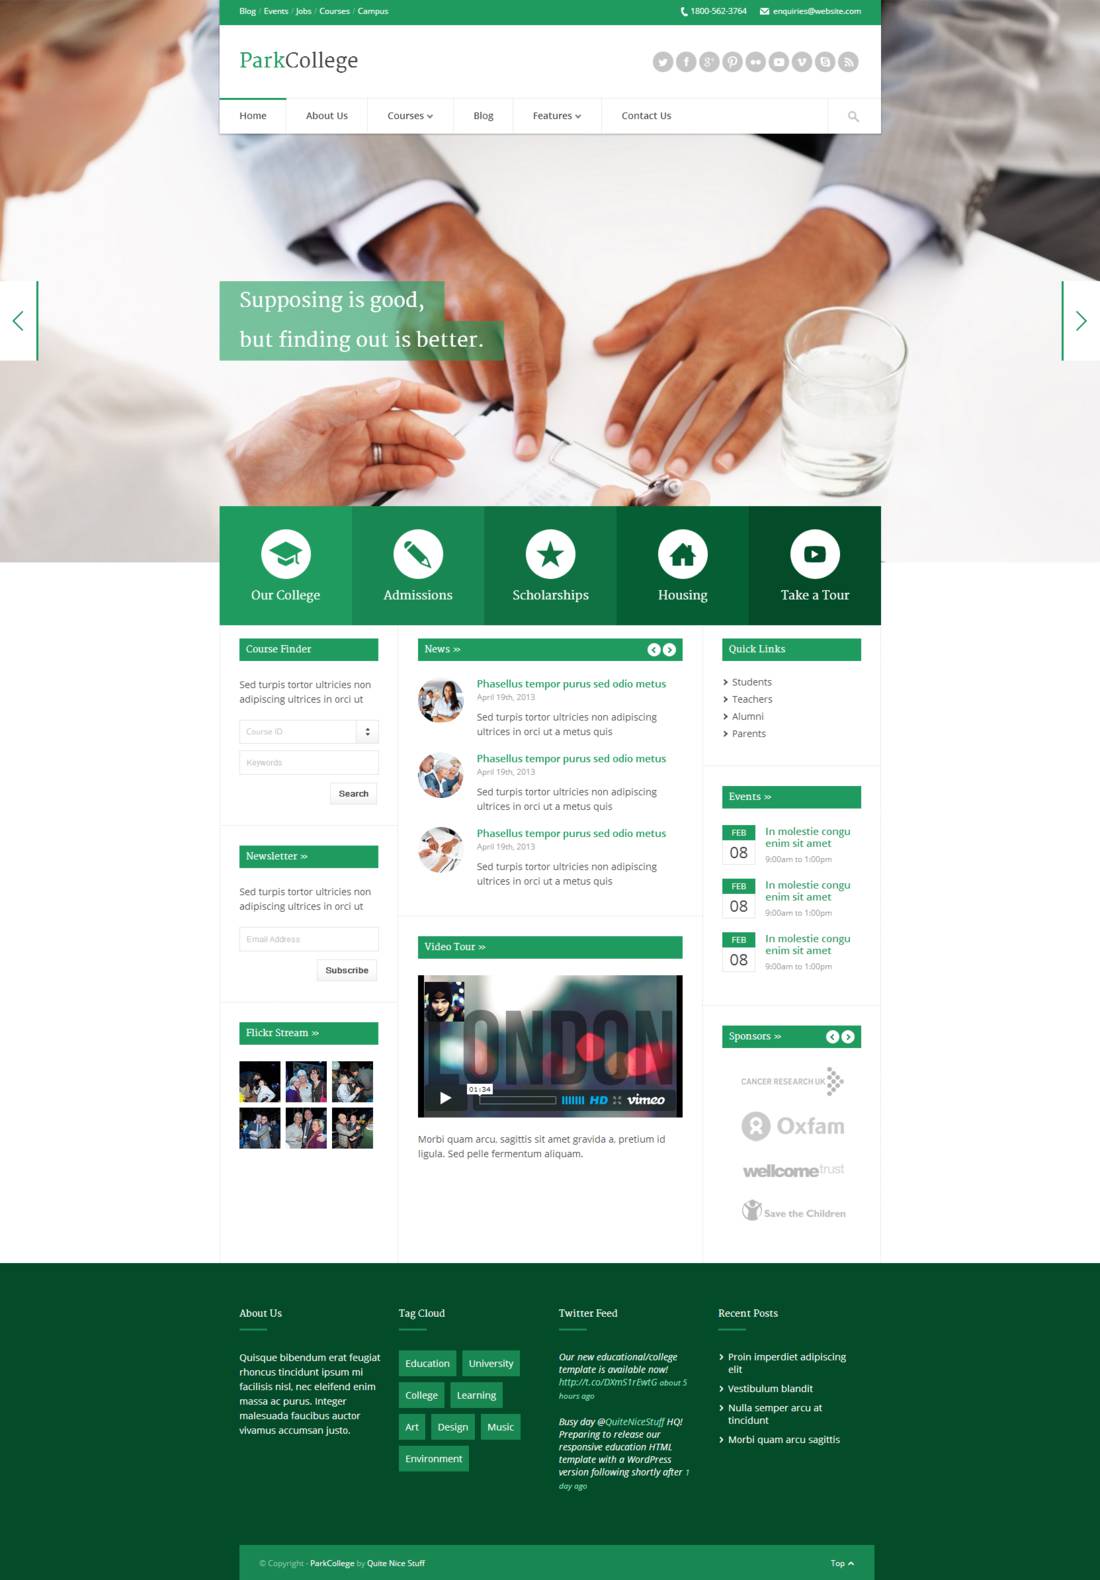 Blog / Events / Jobs / Courses / Campus
1800-562-3764 enquiries@website.com
ParkCollege
Home About Us Courses Blog Features Contact Us
Supposing is good,
but finding out is better.
Our College Admissions Scholarships Housing Take a Tour
Course Finder
Sed turpis tortor ultricies non
adipiscing ultrices in orci ut
Course ID
Keywords
Search
Newsletter »
Sed turpis tortor ultricies non
adipiscing ultrices in orci ut
Email Address
Subscribe
Flickr Stream »
News »
Phasellus tempor purus sed odio metus
April 19th, 2013
Sed turpis tortor ultricies non adipiscing
ultrices in orci ut a metus quis
Phasellus tempor purus sed odio metus
April 19th, 2013
Sed turpis tortor ultricies non adipiscing
ultrices in orci ut a metus quis
Phasellus tempor purus sed odio metus
April 19th, 2013
Sed turpis tortor ultricies non adipiscing
ultrices in orci ut a metus quis
Video Tour »
LONDON
01:34
HD vimeo
Morbi quam arcu, sagittis sit amet gravida a, pretium id
ligula. Sed pelle fermentum aliquam.
Quick Links
Students
Teachers
Alumni
Parents
Events »
FEB
08
In molestie congu
enim sit amet
9:00am to 1:00pm
FEB
08
In molestie congu
enim sit amet
9:00am to 1:00pm
FEB
08
In molestie congu
enim sit amet
9:00am to 1:00pm
Sponsors »
CANCER RESEARCH UK
Oxfam
wellcometrust
Save the Children
About Us
Quisque bibendum erat feugiat
rhoncus tincidunt ipsum mi
facilisis nisl, nec eleifend enim
massa ac purus. Integer
malesuada faucibus auctor
vivamus accumsan justo.
Tag Cloud
Education University
College Learning
Art Design Music
Environment
Twitter Feed
Our new educational/college
template is available now!
http://t.co/DXmS1rEwtG about 5
hours ago
Busy day @QuiteNiceStuff HQ!
Preparing to release our
responsive education HTML
template with a WordPress
version following shortly after 1
day ago
Recent Posts
Proin imperdiet adipiscing
elit
Vestibulum blandit
Nulla semper arcu at
tincidunt
Morbi quam arcu sagittis
© Copyright - ParkCollege by Quite Nice Stuff
Top